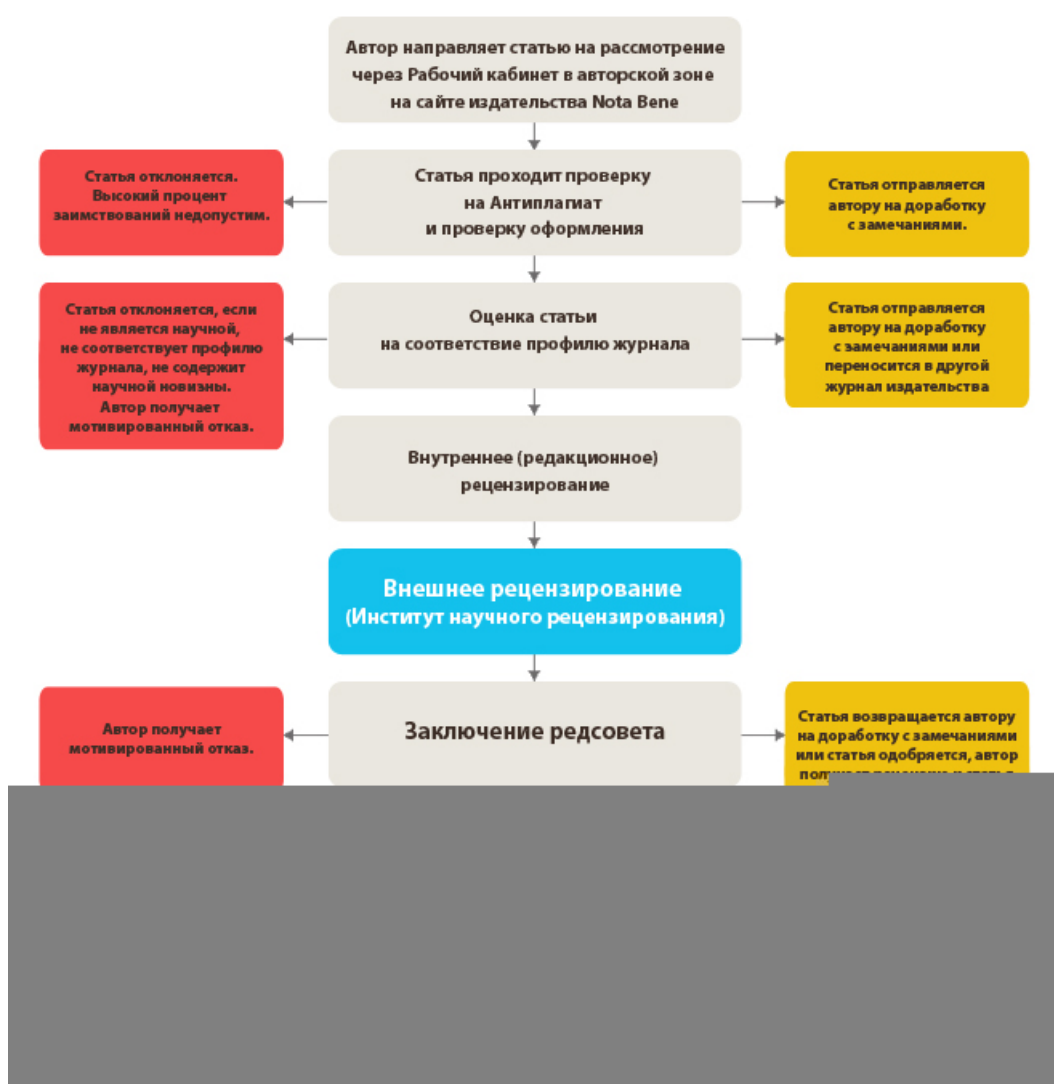 Автор направляет статью на рассмотрение
через Рабочий кабинет в авторской зоне
на сайте издательства Nota Bene
Статья отклоняется.
Высокий процент
заимствований недопустим.
Статья проходит проверку
на Антиплагиат
и проверку оформления
Статья отправляется
автору на доработку
с замечаниями.
Статья отклоняется, если
не является научной,
не соответствует профилю
журнала, не содержит
научной новизны.
Автор получает
мотивированный отказ.
Оценка статьи
на соответствие профилю журнала
Статья отправляется
автору на доработку
с замечаниями или
переносится в другой
журнал издательства
Внутреннее (редакционное)
рецензирование
Внешнее рецензирование
(Институт научного рецензирования)
Автор получает
мотивированный отказ.
Заключение редсовета
Статья возвращается автору
на доработку с замечаниями
или статья одобряется, автор